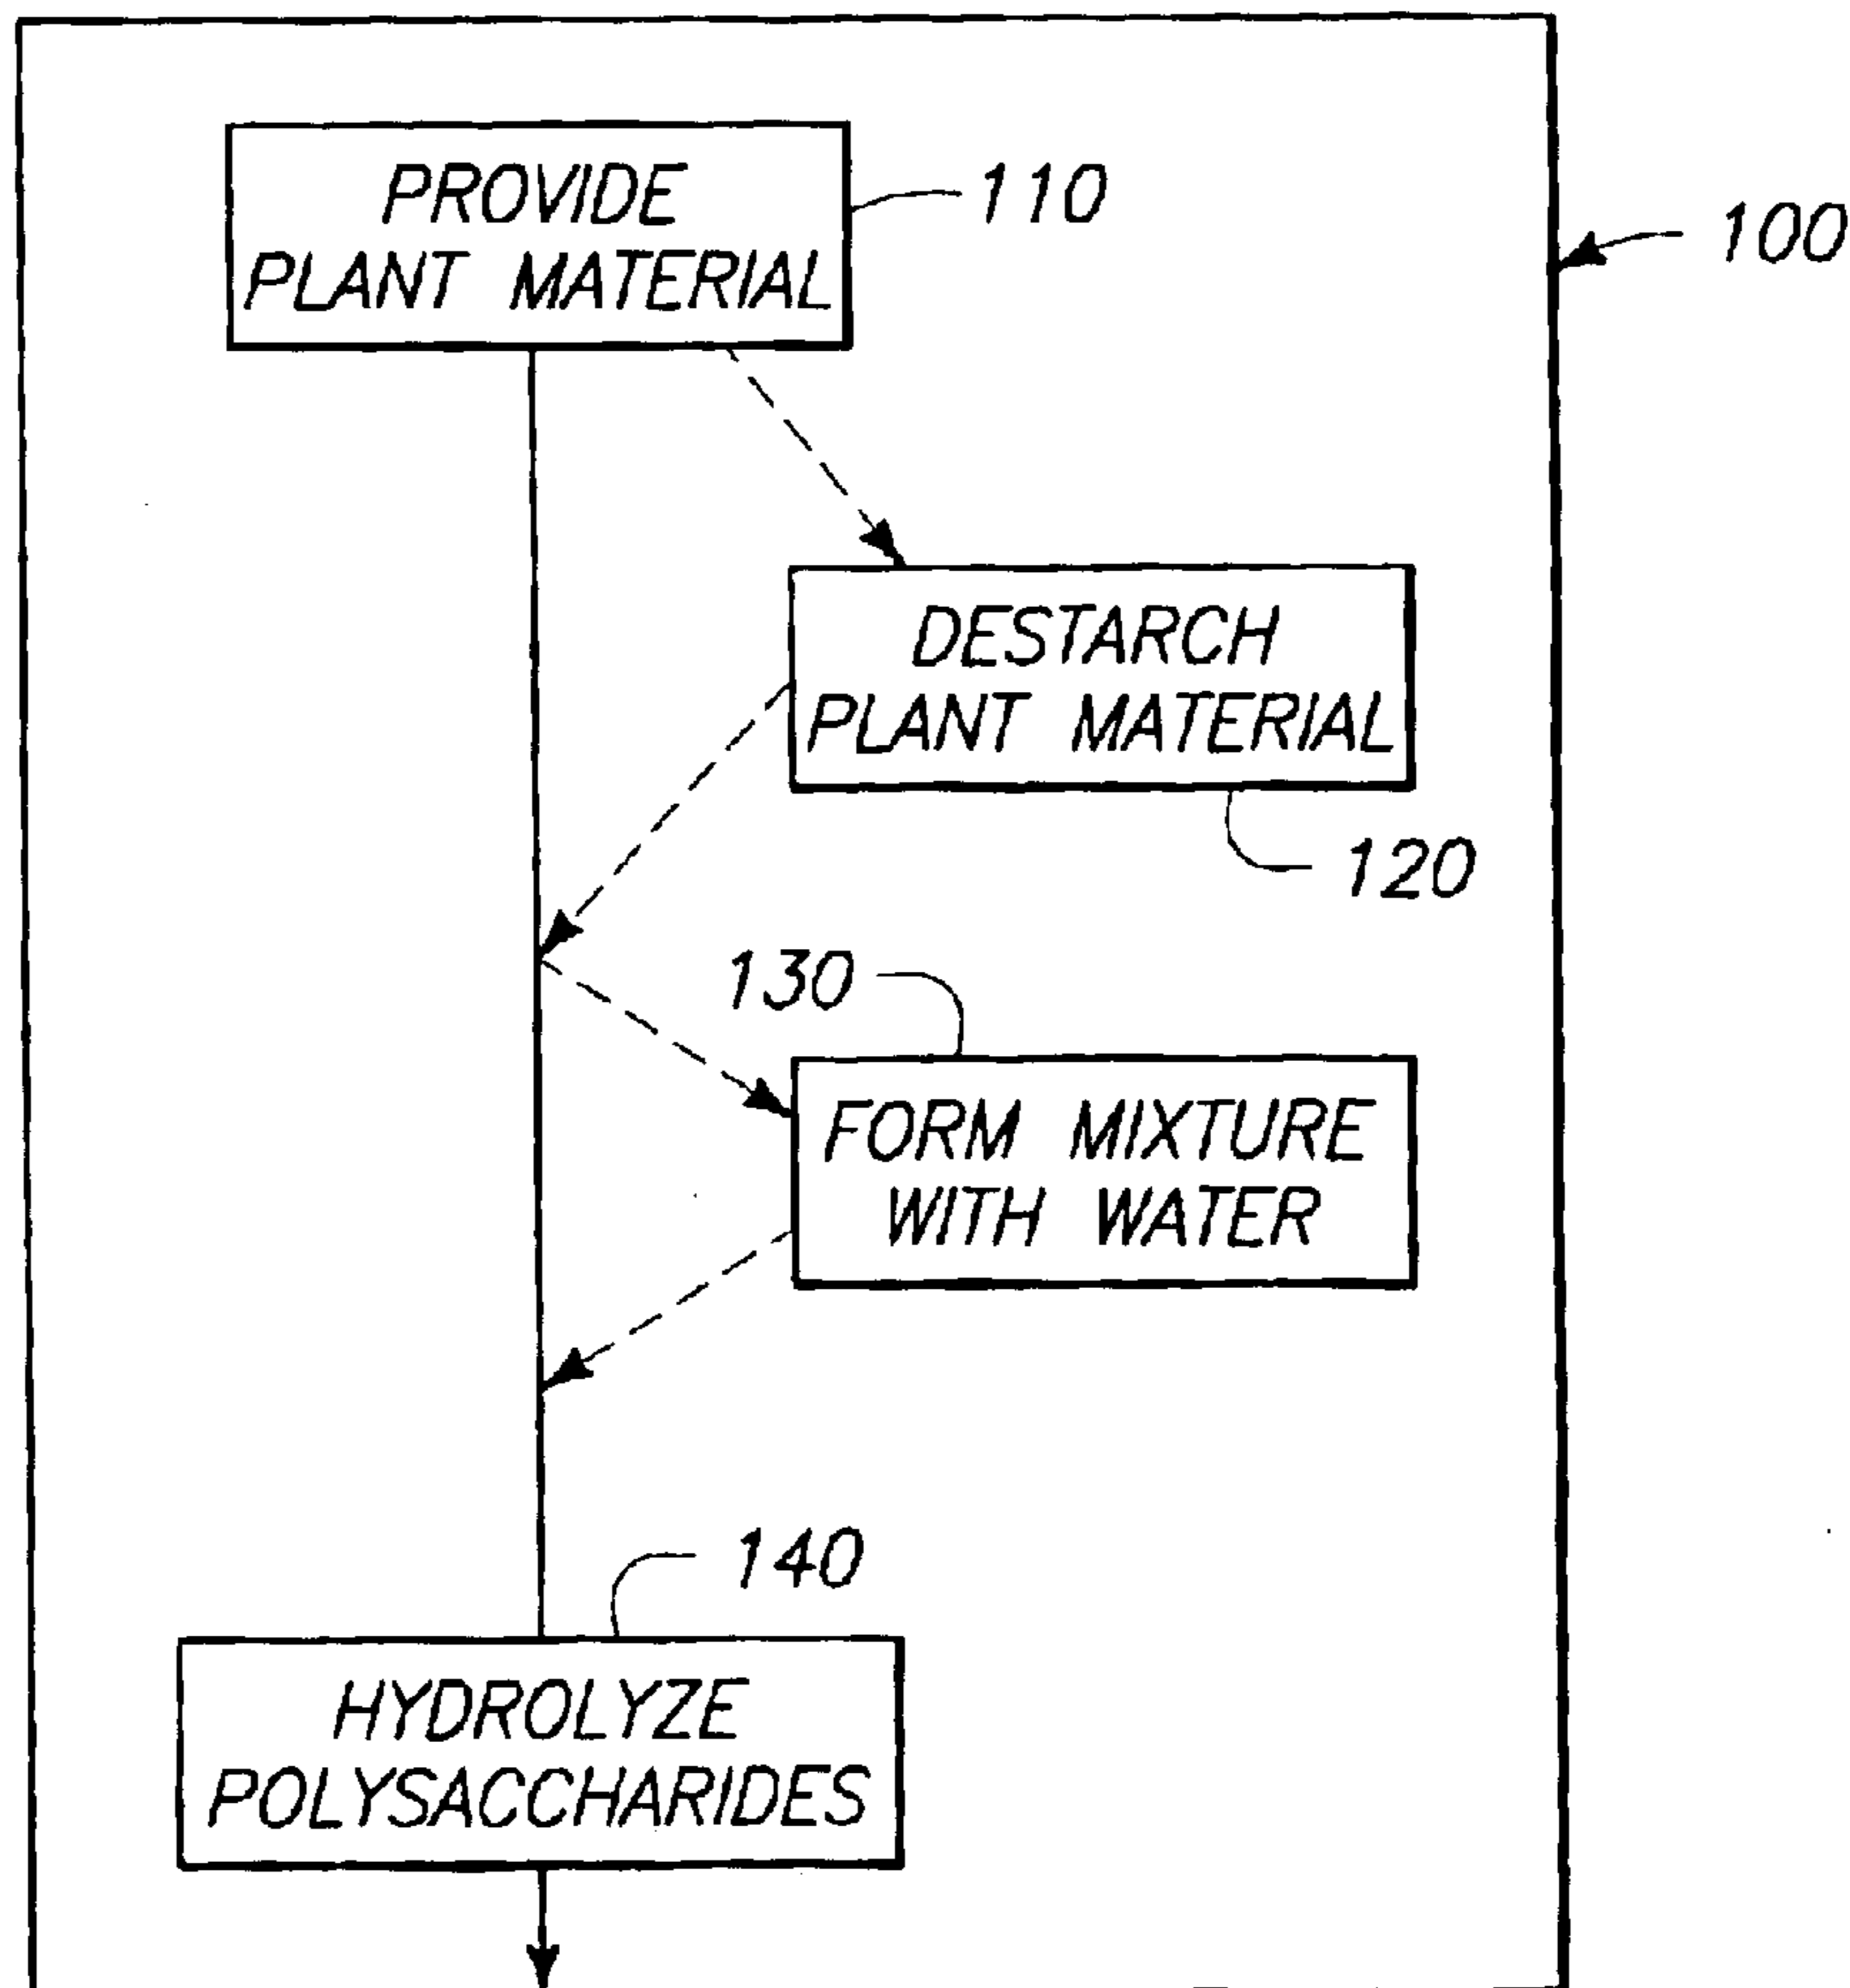 PROVIDE
PLANT MATERIAL
110
100
DESTARCH
PLANT MATERIAL
120
130
FORM MIXTURE
WITH WATER
140
HYDROLYZE
POLYSACCHARIDES